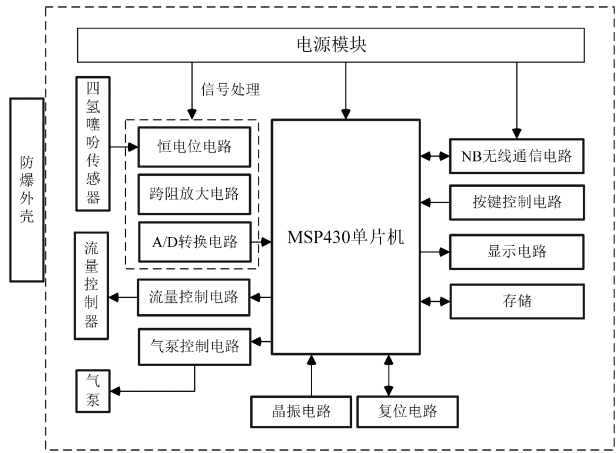 电源模块
信号处理
四氢噻吩传感器
恒电位电路
跨阻放大电路
A/D转换电路
防爆外壳
MSP430单片机
NB无线通信电路
按键控制电路
显示电路
存储
流量控制器
流量控制电路
气泵控制电路
气泵
晶振电路
复位电路